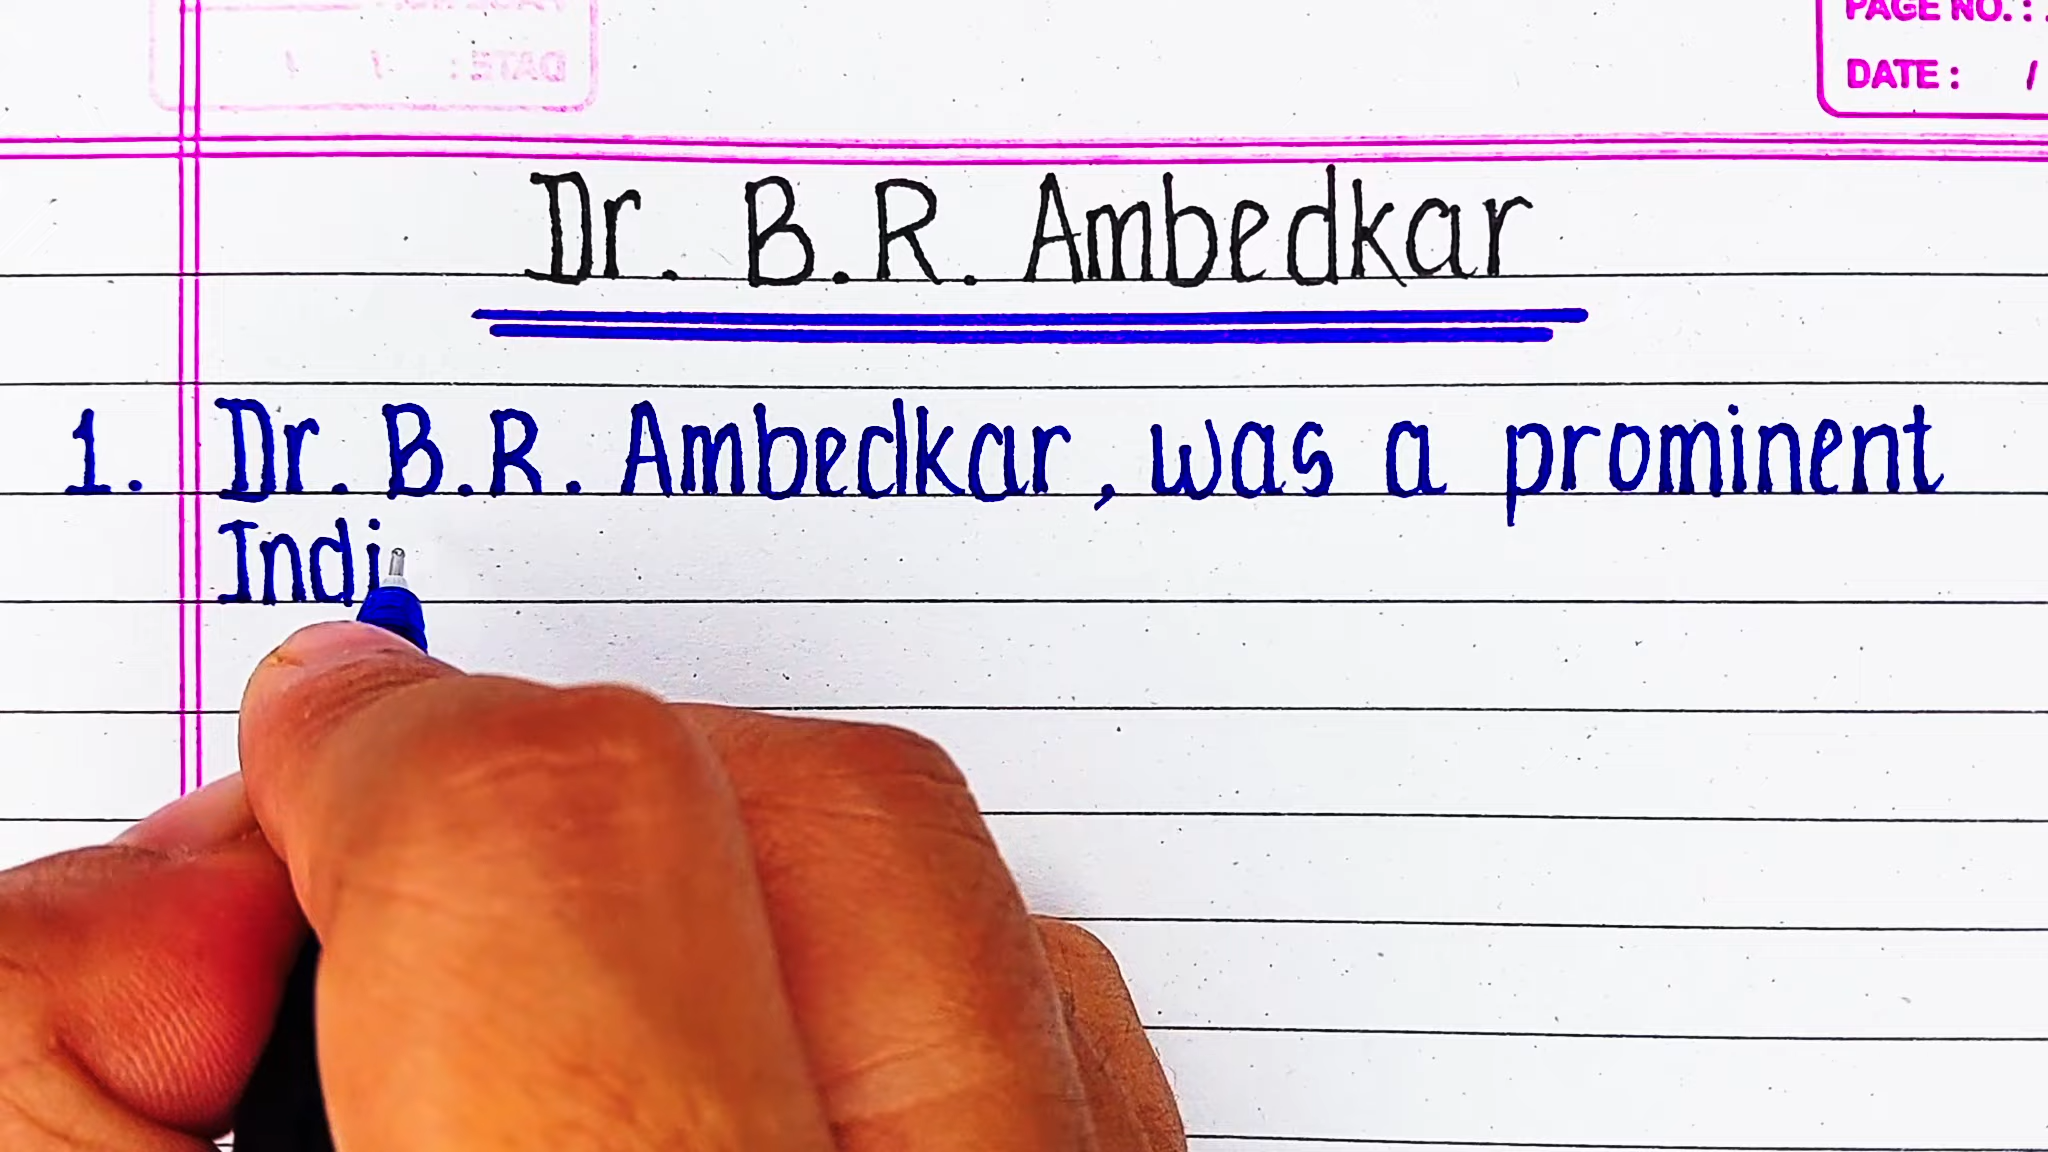 PAGE NO.:
DATE: /
Dr. B.R. Ambedkar
1. Dr. B.R. Ambedkar, was a prominent
Indi